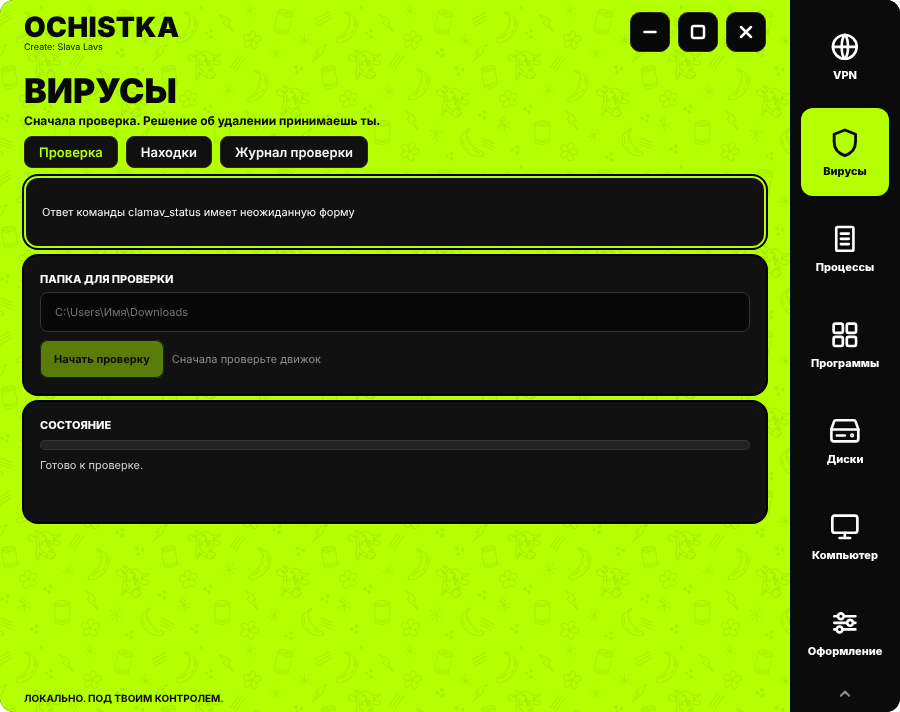 OCHISTKA
Create: Slava Lavs
ВИРУСЫ
Сначала проверка. Решение об удалении принимаешь ты.
Проверка
Находки
Журнал проверки
Ответ команды clamav_status имеет неожиданную форму
ПАПКА ДЛЯ ПРОВЕРКИ
C:\Users\Имя\Downloads
Начать проверку
Сначала проверьте движок
СОСТОЯНИЕ
Готово к проверке.
ЛОКАЛЬНО. ПОД ТВОИМ КОНТРОЛЕМ.
VPN
Вирусы
Процессы
Программы
Диски
Компьютер
Оформление